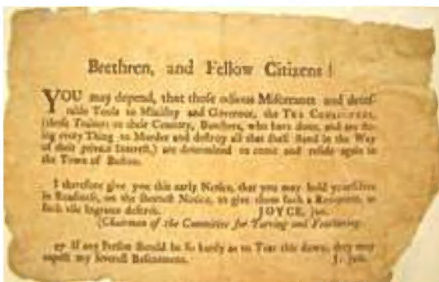 Brethren, and Fellow Citizens!
YOU may depend, that those odious Miscreants and detes-
table Tools to Ministry and Governor, the TEA CONSIGNEES,
(those Traitors to their Country, Butchers, who have done, and are do-
ing every Thing to Murder and destroy all that shall stand in the Way
of their private Interest,) are determined to come and reside again in
the Town of Boston.
I therefore give you this early Notice, that you may hold yourselves
in Readiness, on the shortest Notice, to give them such a Reception, as
such vile Ingrates deserve. JOYCE, jun.
(Chairman of the Committee for Tarring and Feathering.
If any Person should be so hardy as to Tear this down, they may
expect my severest Resentment. J. jun.